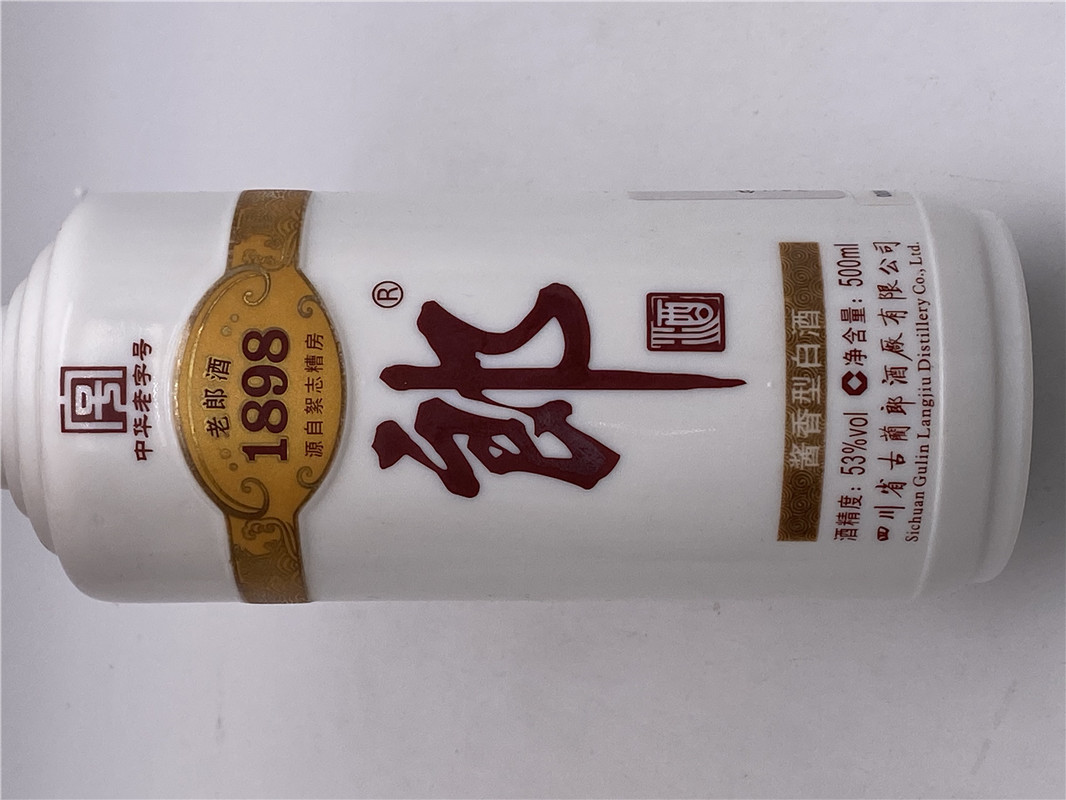 中华老字号
老郎酒
1898
源自絮志糟房
郎
®
酒
酱香型白酒
酒精度：53%vol 净含量：500ml
四川省古蔺郎酒厂有限公司
Sichuan Gulin Langjiu Distillery Co., Ltd.